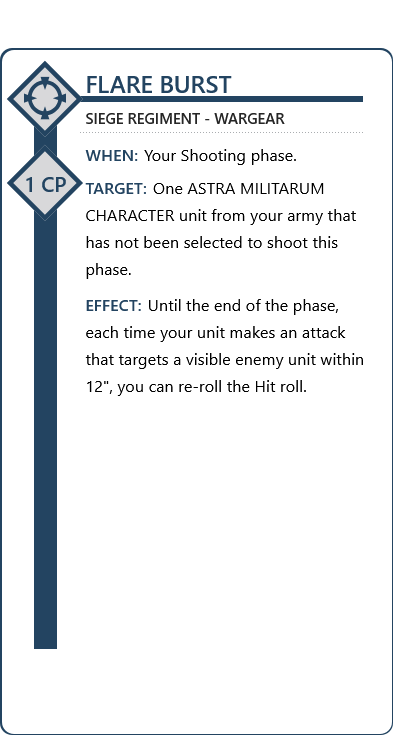 FLARE BURST
SIEGE REGIMENT - WARGEAR
WHEN: Your Shooting phase.
1 CP
TARGET: One ASTRA MILITARUM
CHARACTER unit from your army that
has not been selected to shoot this
phase.
EFFECT: Until the end of the phase,
each time your unit makes an attack
that targets a visible enemy unit within
12", you can re-roll the Hit roll.